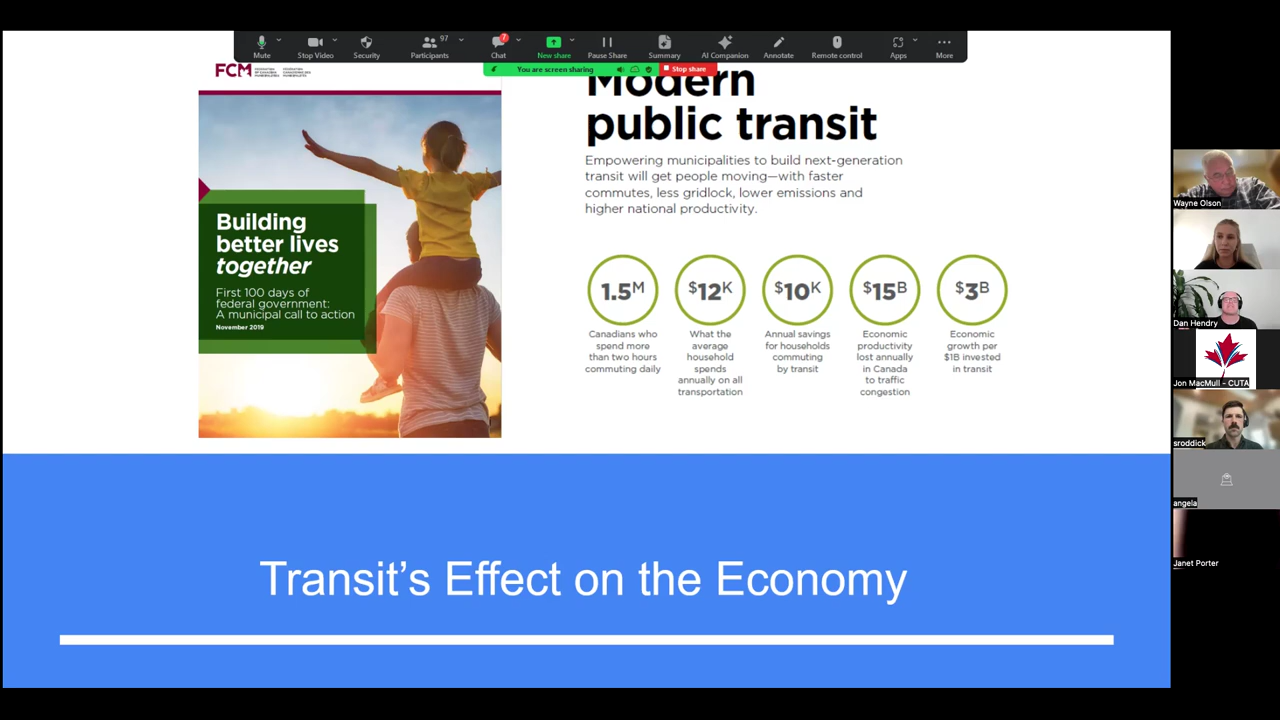 97
7
Mute
Stop Video
Security
Participants
Chat
New share
Pause Share
Summary
AI Companion
Annotate
Remote control
Apps
More
You are screen sharing
Stop share
FCM
Building
better lives
together
First 100 days of
federal government:
A municipal call to action
November 2019
Modern
public transit
Empowering municipalities to build next-generation
transit will get people moving—with faster
commutes, less gridlock, lower emissions and
higher national productivity.
1.5M
Canadians who
spend more
than two hours
commuting daily
$12K
What the
average
household
spends
annually on all
transportation
$10K
Annual savings
for households
commuting
by transit
$15B
Economic
productivity
lost annually
in Canada
to traffic
congestion
$3B
Economic
growth per
$1B invested
in transit
Transit's Effect on the Economy
Wayne Olson
Dan Hendry
Jon MacMull - CUTA
sroddick
angela
Janet Porter